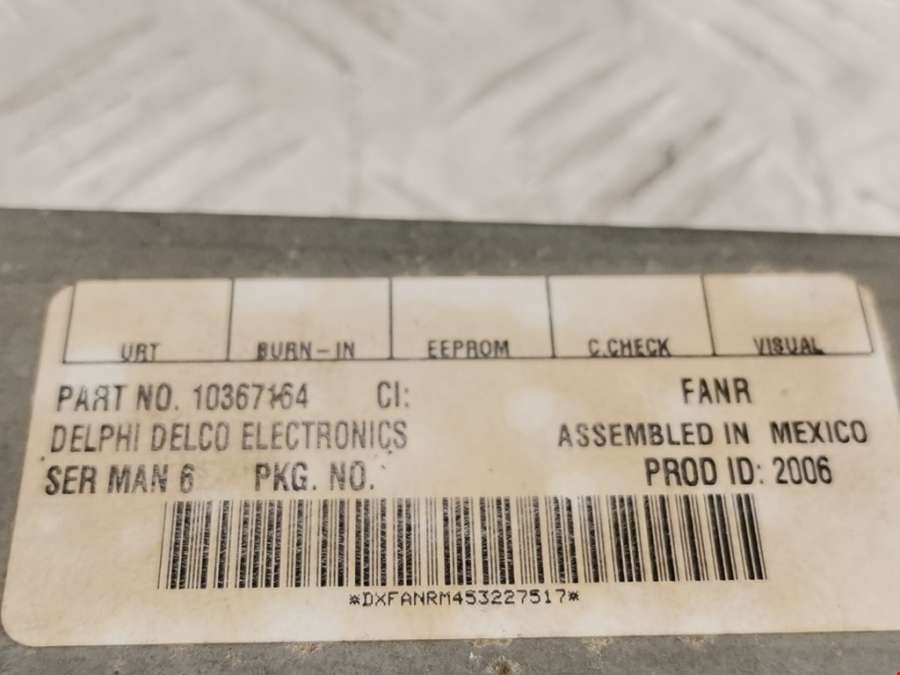 URT BURN-IN EEPROM C.CHECK VISUAL
PART NO. 10367164 CI: FANR
DELPHI DELCO ELECTRONICS ASSEMBLED IN MEXICO
SER MAN 6 PKG. NO. PROD ID: 2006
*DXFANRM453227517*